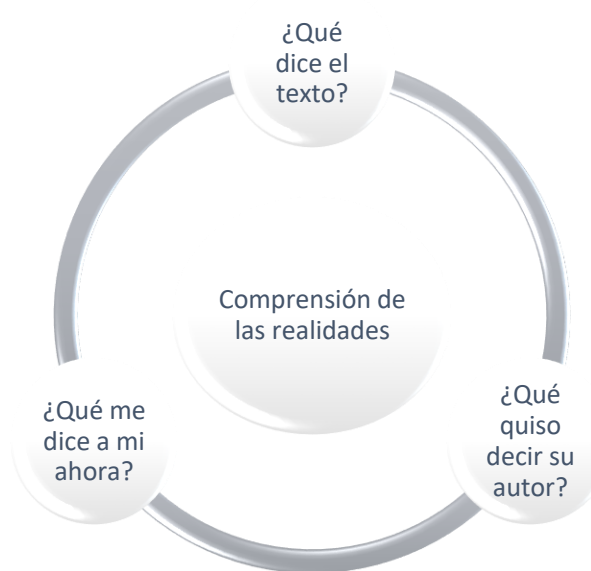 ¿Qué
dice el
texto?
Comprensión de
las realidades
¿Qué me
dice a mi
ahora?
¿Qué
quiso
decir su
autor?